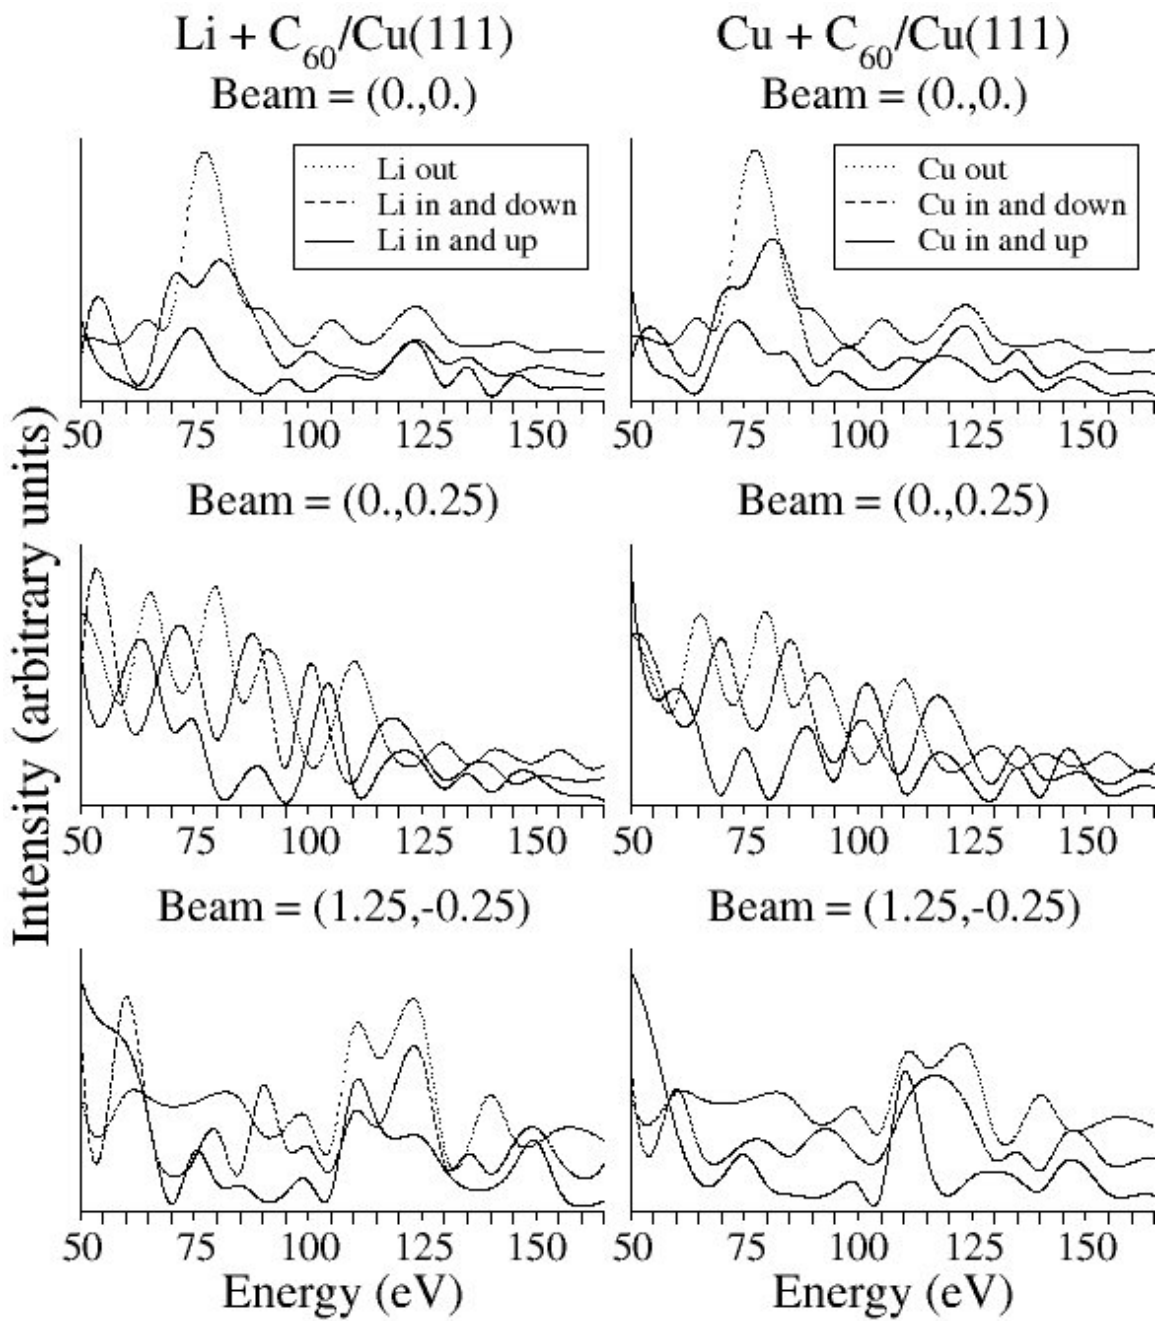 Li + C60/Cu(111)
Beam = (0.,0.)
Li out
Li in and down
Li in and up
50 75 100 125 150
Cu + C60/Cu(111)
Beam = (0.,0.)
Cu out
Cu in and down
Cu in and up
50 75 100 125 150
Intensity (arbitrary units)
Beam = (0.,0.25)
50 75 100 125 150
Beam = (0.,0.25)
50 75 100 125 150
Beam = (1.25,-0.25)
50 75 100 125 150
Energy (eV)
Beam = (1.25,-0.25)
50 75 100 125 150
Energy (eV)